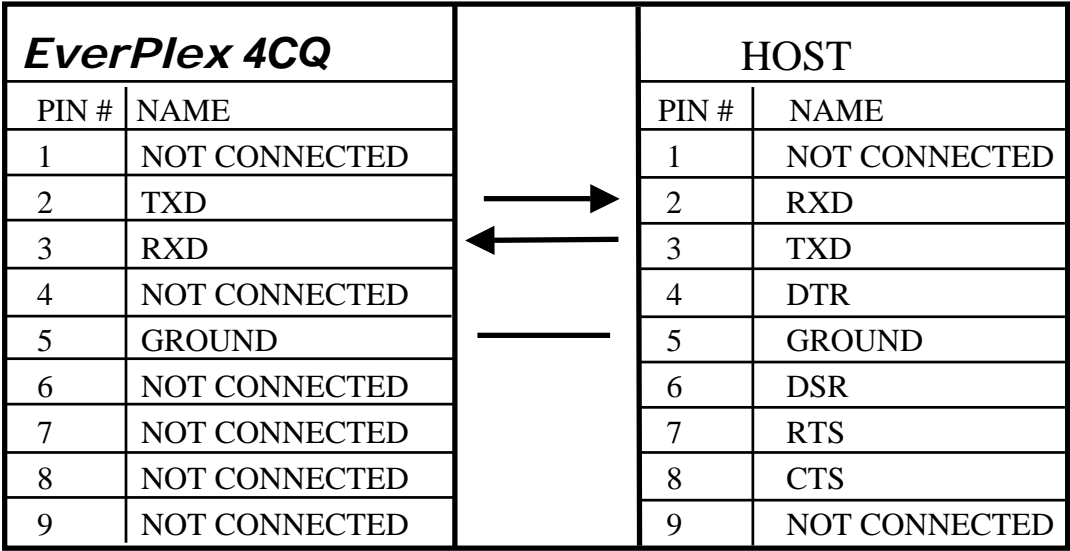 EverPlex 4CQ HOST
PIN # NAME PIN # NAME
1 NOT CONNECTED 1 NOT CONNECTED
2 TXD 2 RXD
3 RXD 3 TXD
4 NOT CONNECTED 4 DTR
5 GROUND 5 GROUND
6 NOT CONNECTED 6 DSR
7 NOT CONNECTED 7 RTS
8 NOT CONNECTED 8 CTS
9 NOT CONNECTED 9 NOT CONNECTED